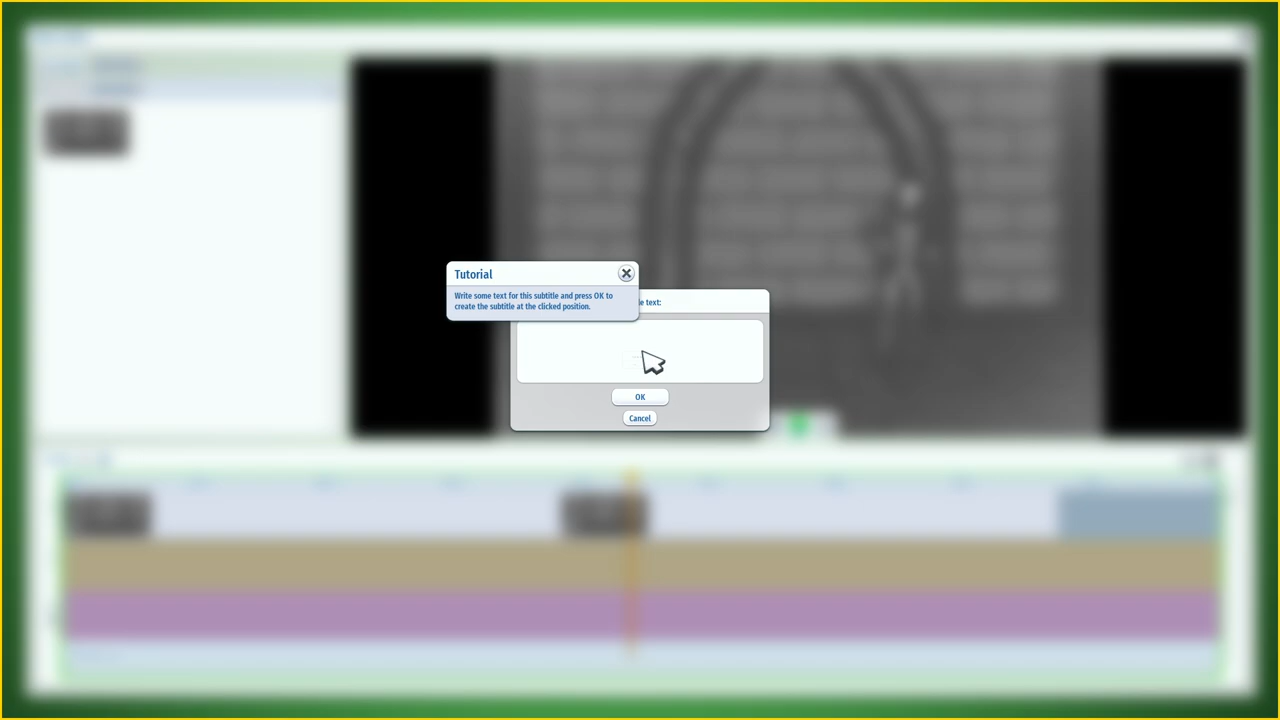 Tutorial
Write some text for this subtitle and press OK to
create the subtitle at the clicked position.
text:
OK
Cancel